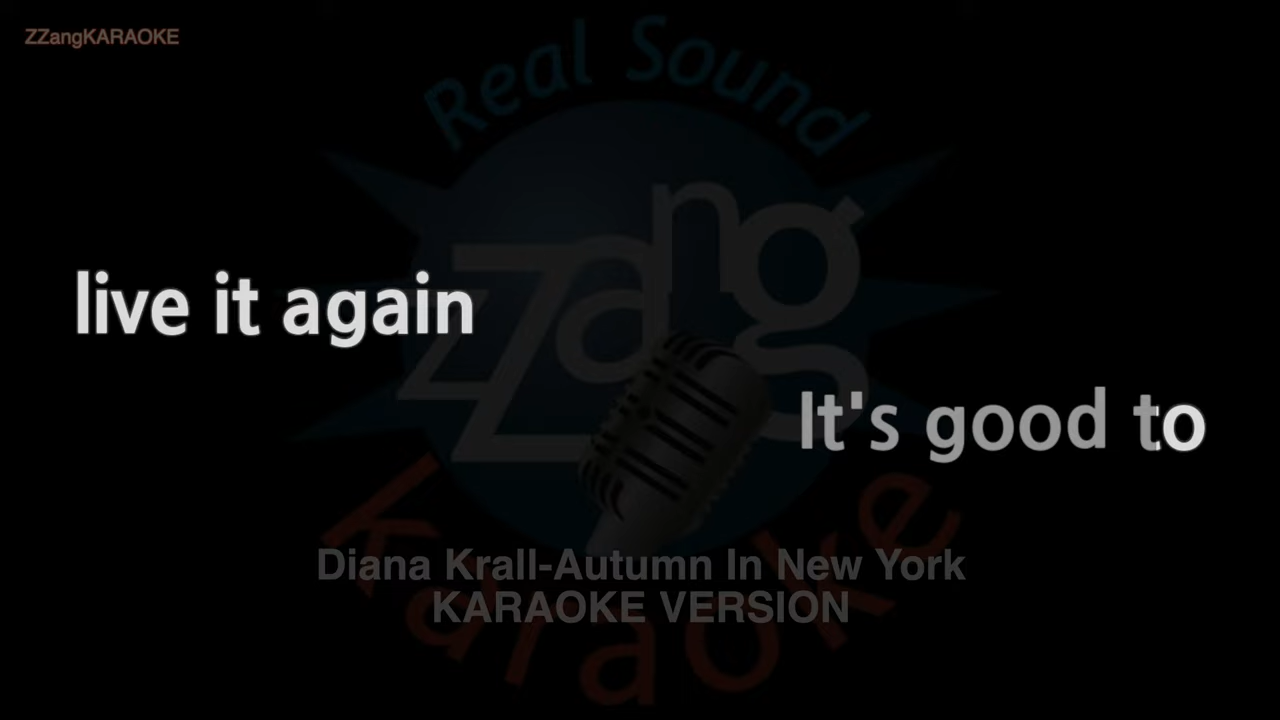 ZZangKARAOKE
Real Sound
ZZang
live it again
It's good to
Karaoke
Diana Krall-Autumn In New York
KARAOKE VERSION